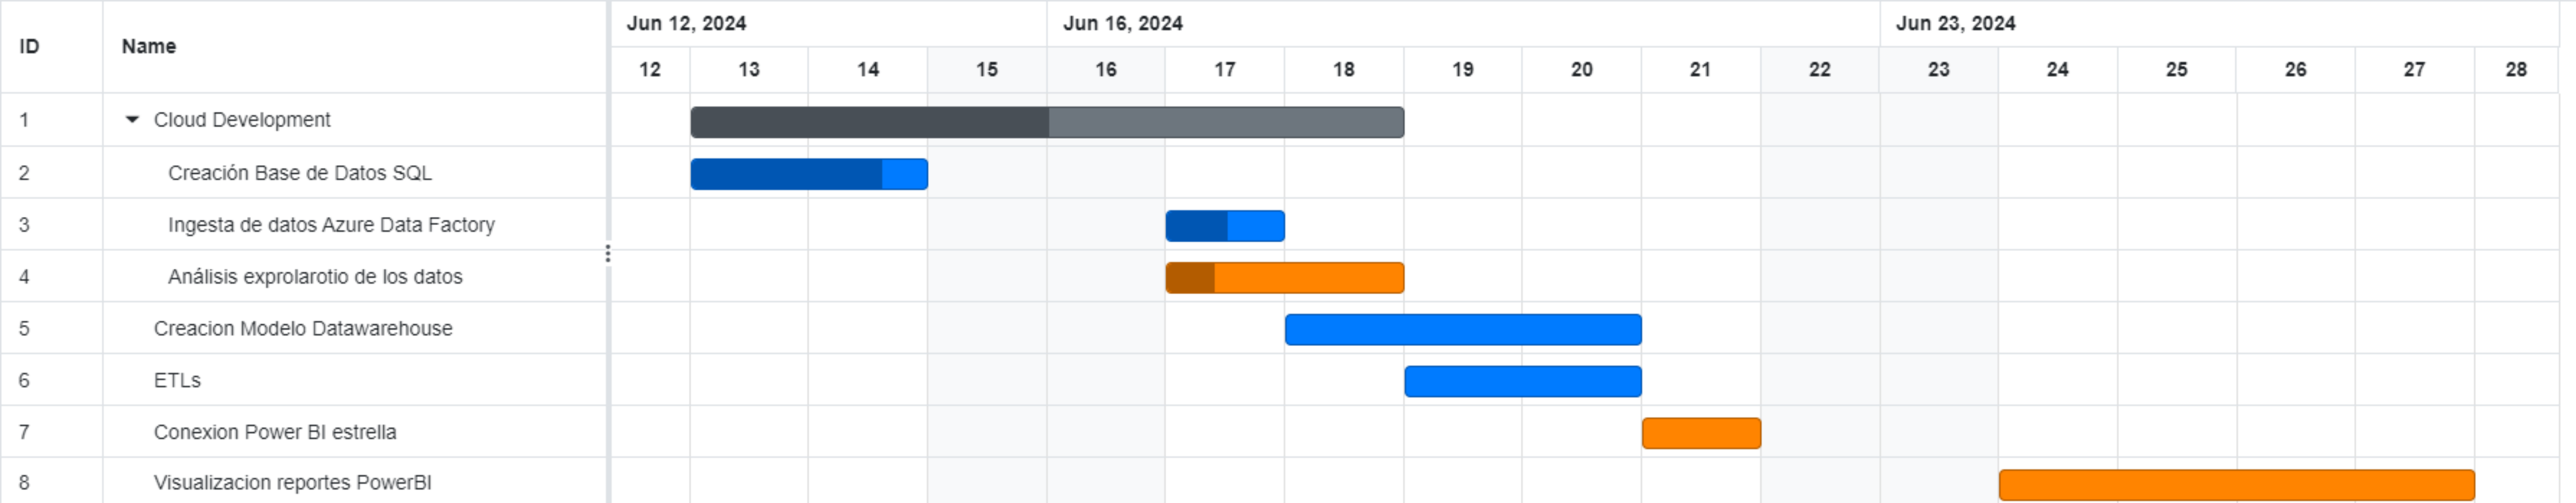 ID Name Jun 12, 2024 Jun 16, 2024 Jun 23, 2024
12 13 14 15 16 17 18 19 20 21 22 23 24 25 26 27 28
1 Cloud Development
2 Creación Base de Datos SQL
3 Ingesta de datos Azure Data Factory
4 Análisis exprolarotio de los datos
5 Creacion Modelo Datawarehouse
6 ETLs
7 Conexion Power BI estrella
8 Visualizacion reportes PowerBI